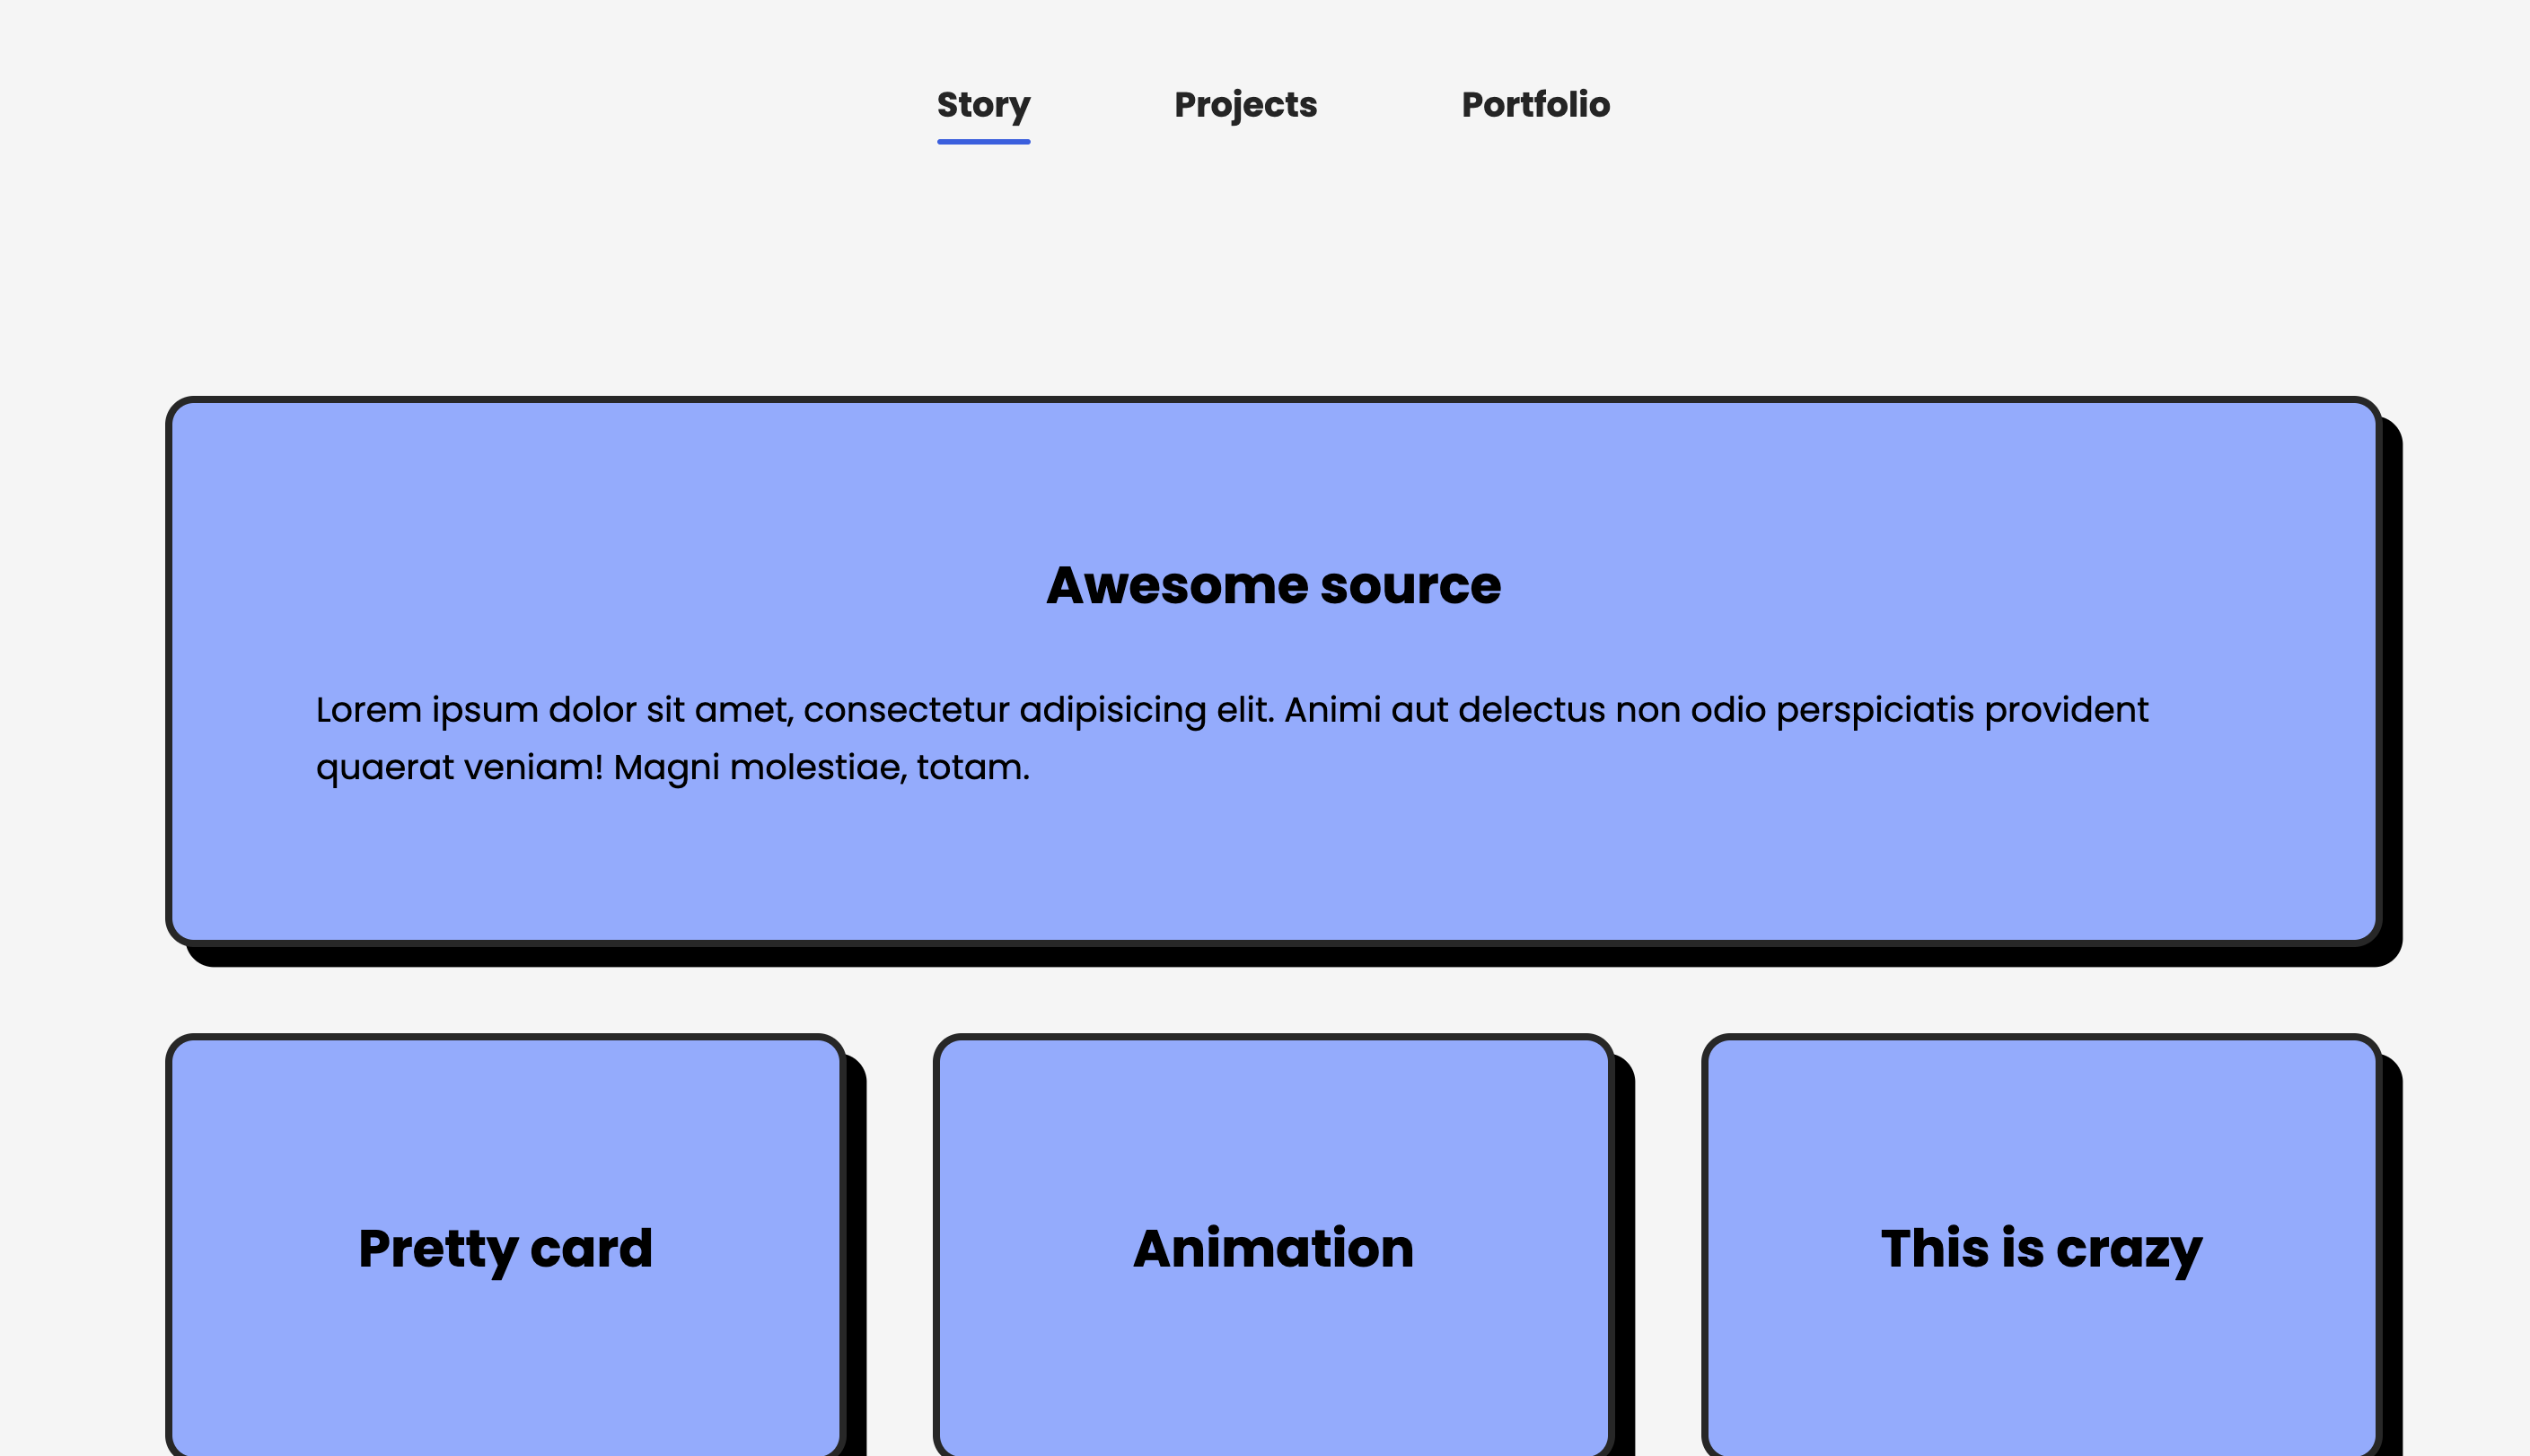 Story Projects Portfolio
Awesome source
Lorem ipsum dolor sit amet, consectetur adipisicing elit. Animi aut delectus non odio perspiciatis provident
quaerat veniam! Magni molestiae, totam.
Pretty card
Animation
This is crazy